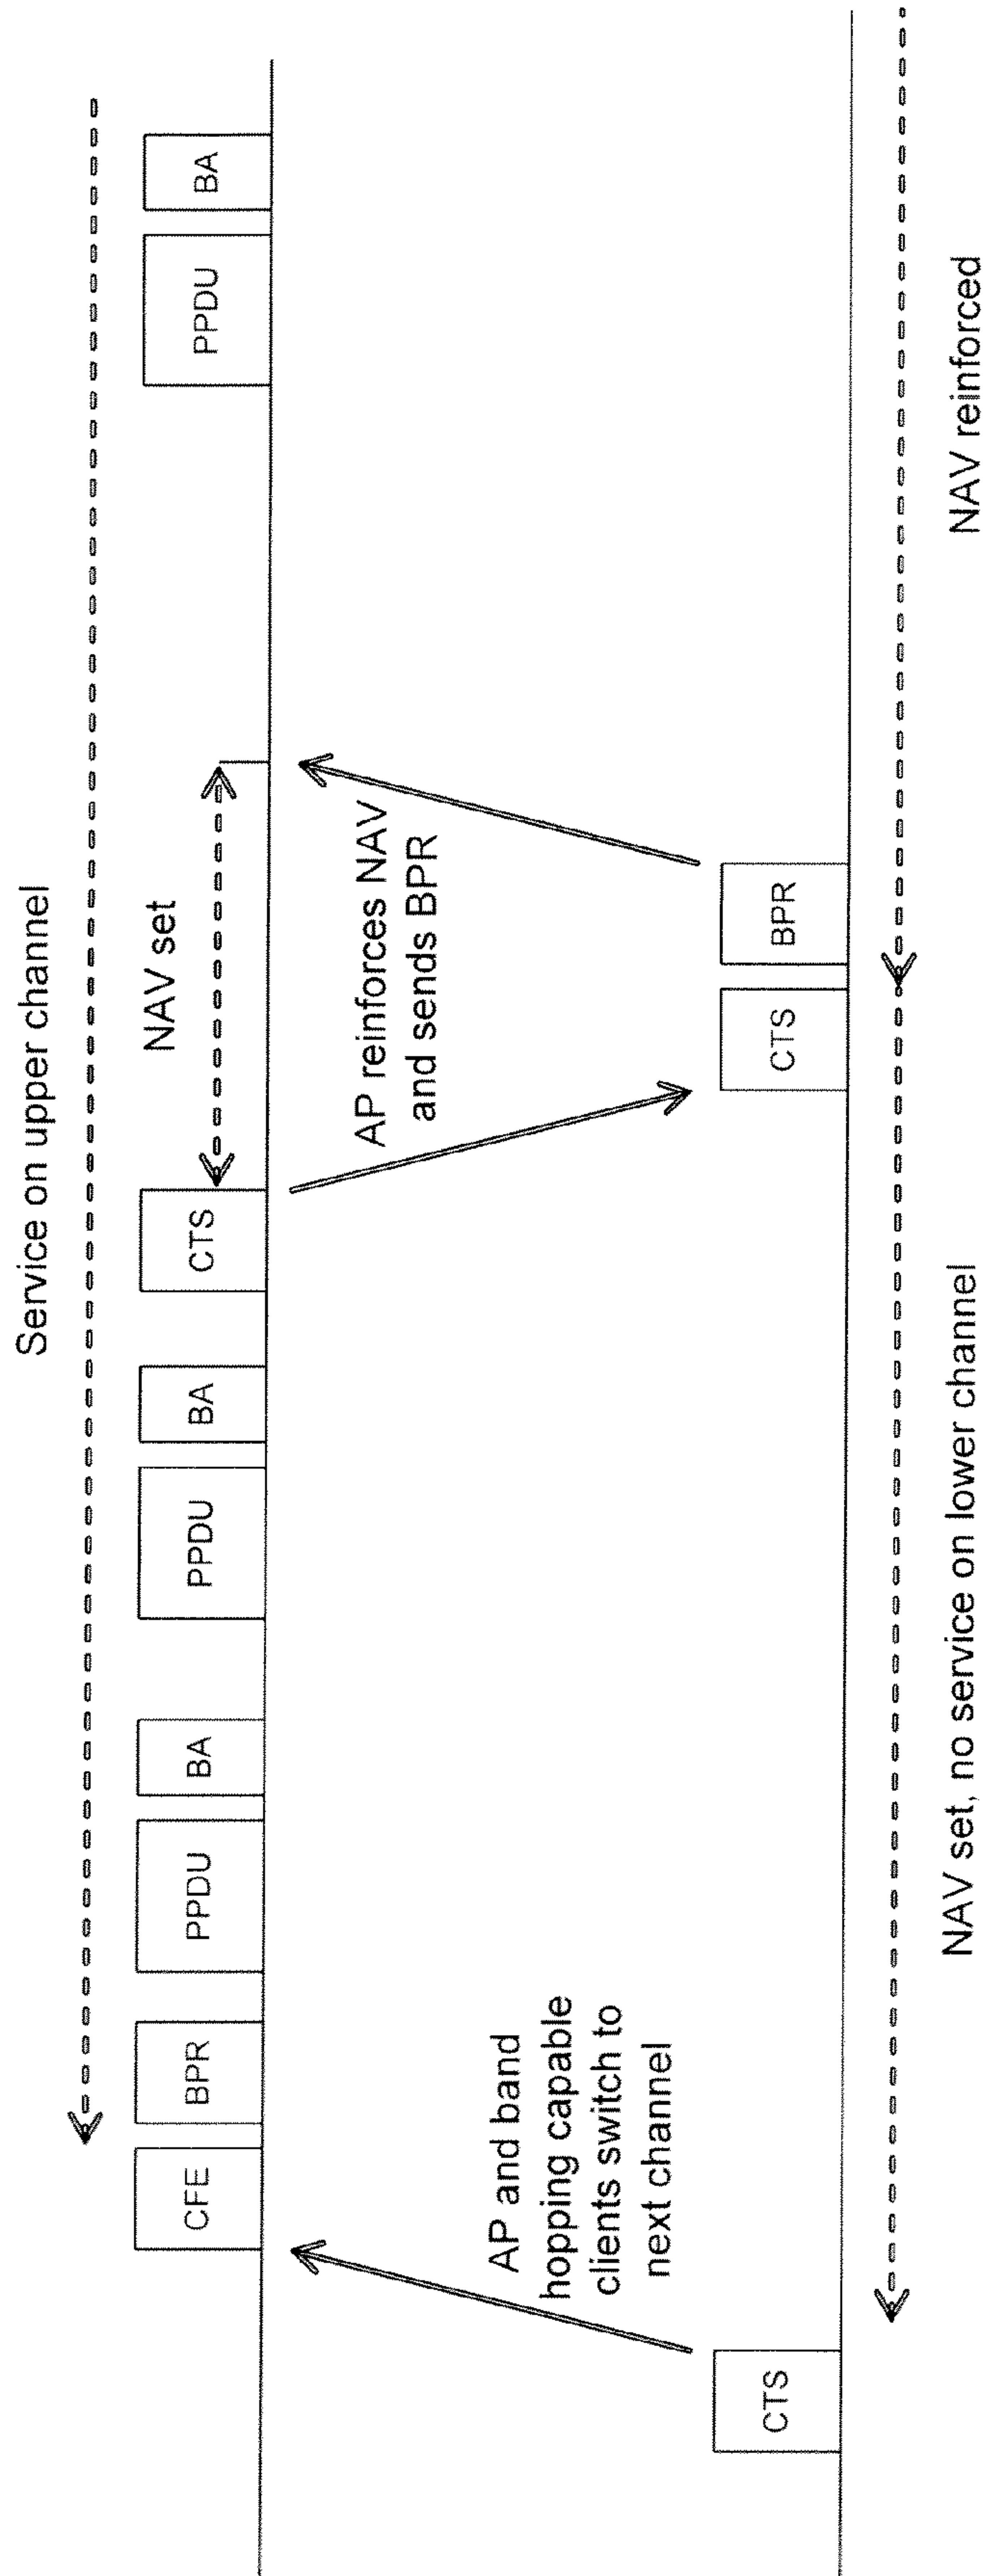 Service on upper channel
NAV set
CFE
BPR
PPDU
BA
PPDU
BA
CTS
PPDU
BA
AP and band
hopping capable
clients switch to
next channel
AP reinforces NAV
and sends BPR
CTS
CTS
BPR
NAV set, no service on lower channel
NAV reinforced